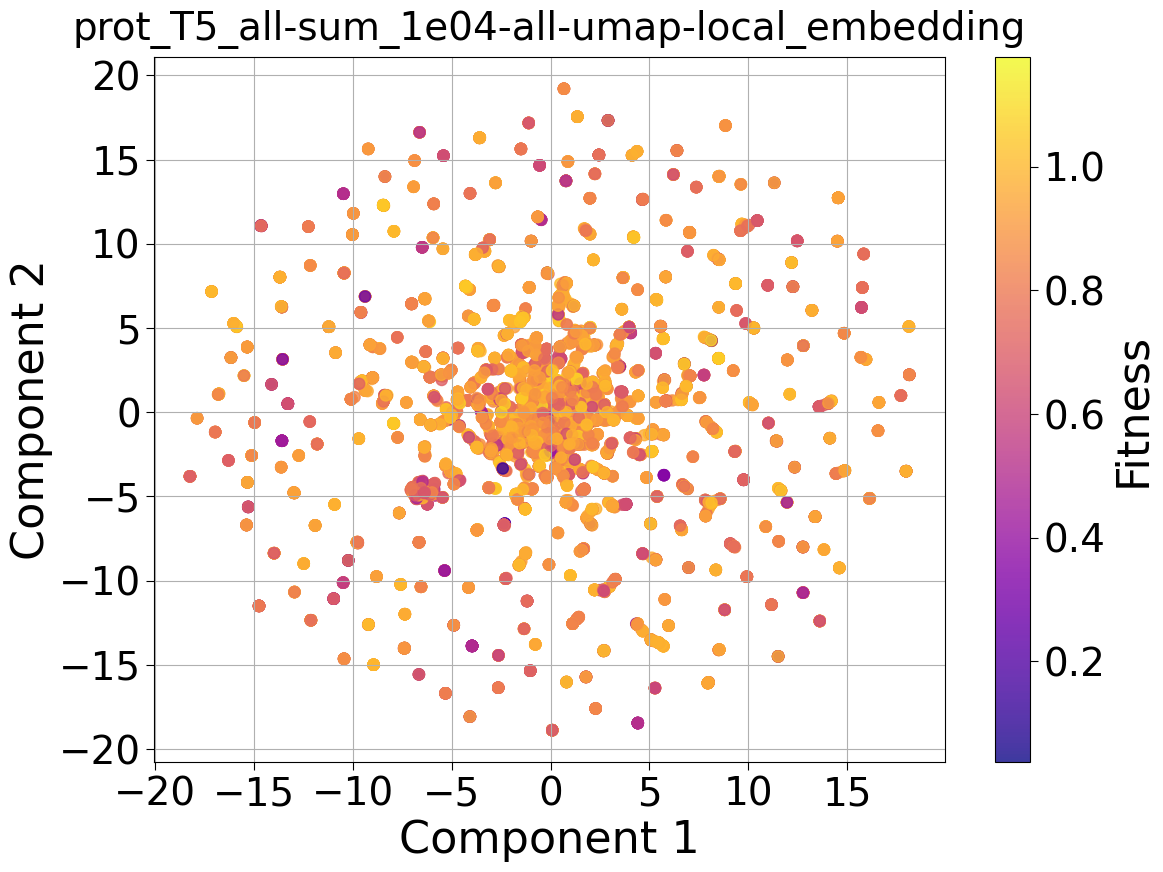 prot_T5_all-sum_1e04-all-umap-local_embedding
20
15
10
5
0
−5
−10
−15
−20
Component 2
−20 −15 −10 −5 0 5 10 15
Component 1
1.0
0.8
0.6
0.4
0.2
Fitness